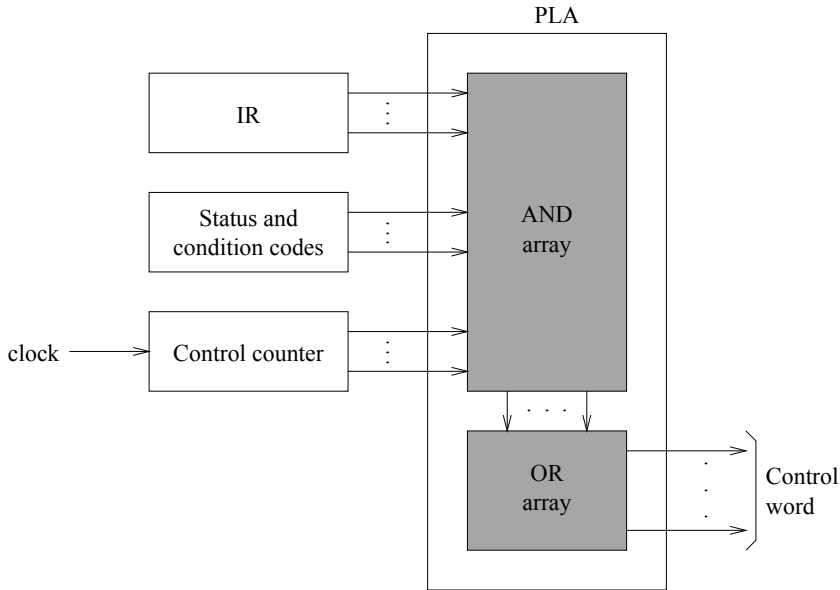 PLA
IR
Status and
condition codes
AND
array
clock
Control counter
OR
array
Control
word